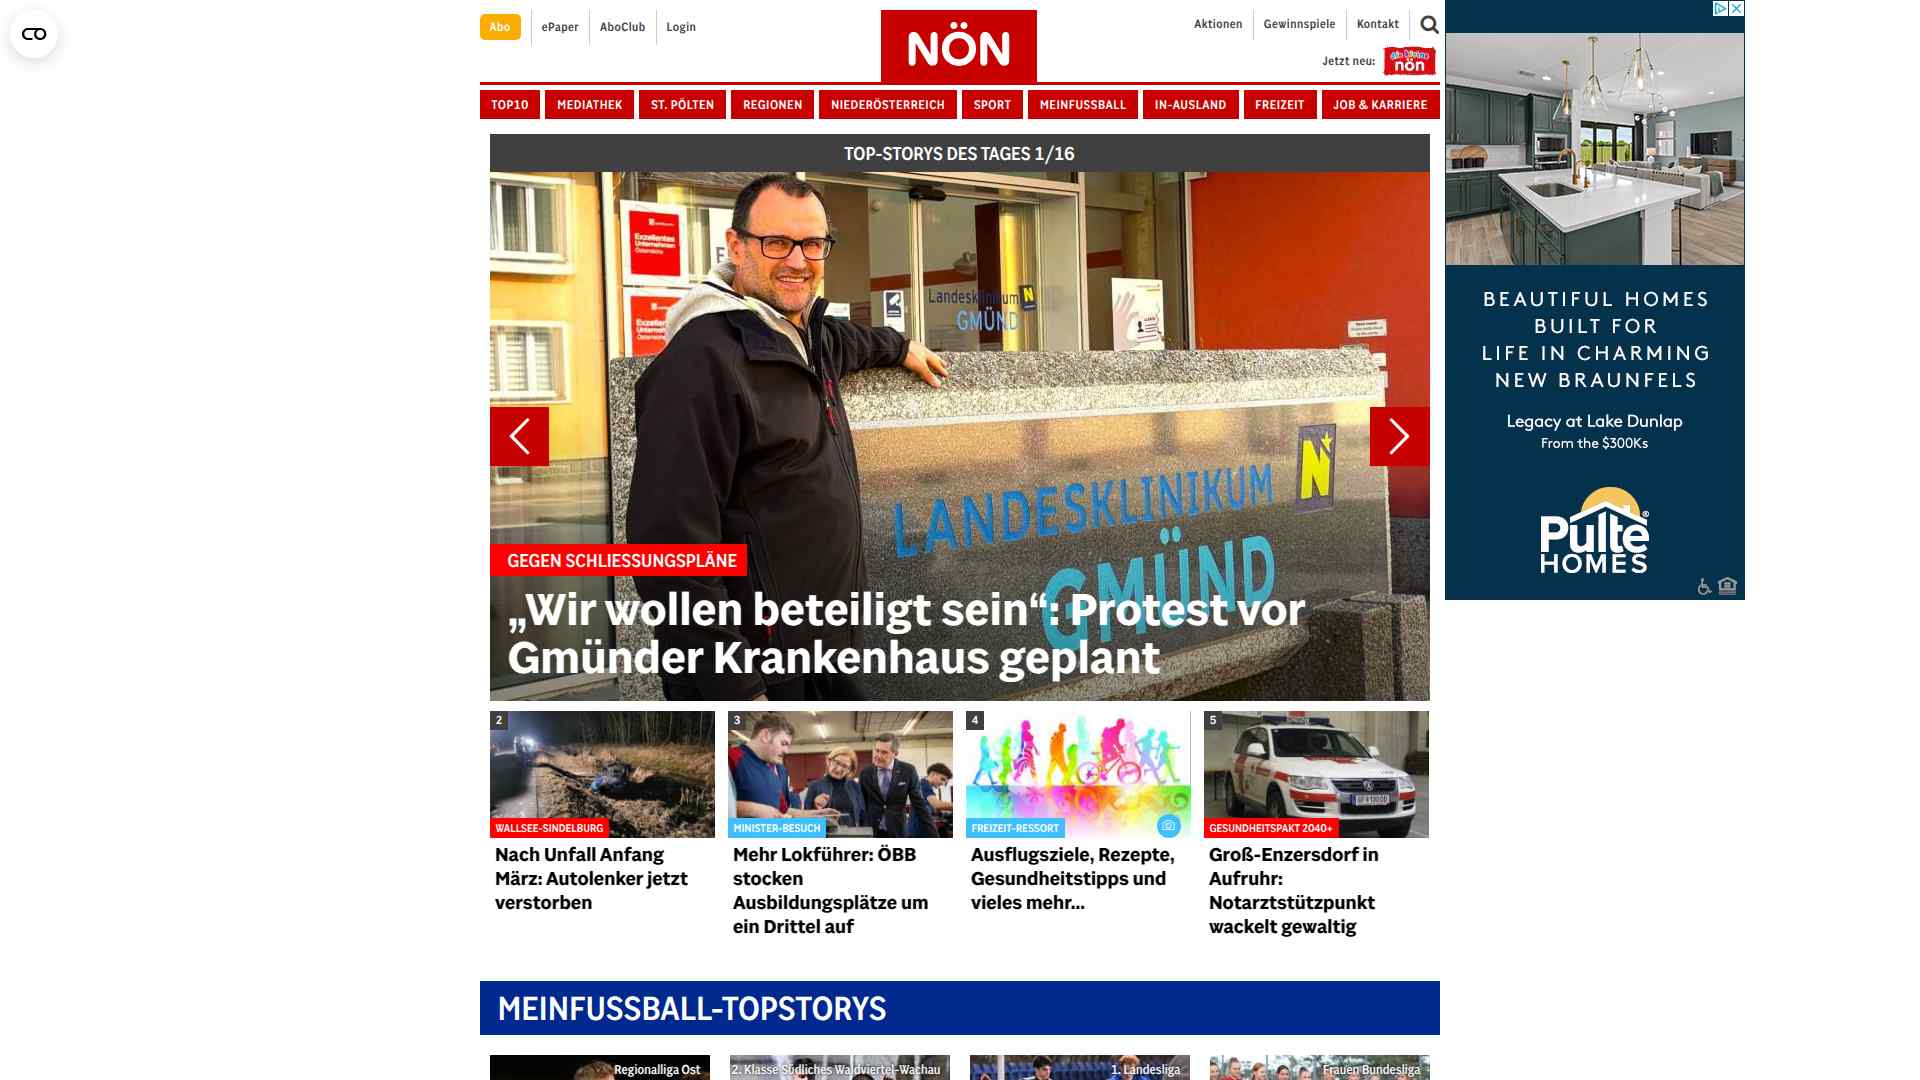 Abo
ePaper
AboClub
Login
NÖN
Aktionen
Gewinnspiele
Kontakt
Jetzt neu:
die kleine
nön
TOP10
MEDIATHEK
ST. PÖLTEN
REGIONEN
NIEDERÖSTERREICH
SPORT
MEINFUSSBALL
IN-AUSLAND
FREIZEIT
JOB & KARRIERE
TOP-STORYS DES TAGES 1/16
Exzellentes
Unternehmen
Landesklinikum N
GMÜND
LANDESKLINIKUM N
GMÜND
GEGEN SCHLIESSUNGSPLÄNE
„Wir wollen beteiligt sein“: Protest vor
Gmünder Krankenhaus geplant
2
WALLSEE-SINDELBURG
Nach Unfall Anfang
März: Autolenker jetzt
verstorben
3
MINISTER-BESUCH
Mehr Lokführer: ÖBB
stocken
Ausbildungsplätze um
ein Drittel auf
4
FREIZEIT-RESSORT
Ausflugsziele, Rezepte,
Gesundheitstipps und
vieles mehr...
5
GESUNDHEITSPAKT 2040+
Groß-Enzersdorf in
Aufruhr:
Notarztstützpunkt
wackelt gewaltig
MEINFUSSBALL-TOPSTORYS
Regionalliga Ost
2. Klasse Südliches Waldviertel-Wachau
1. Landesliga
Frauen Bundesliga
BEAUTIFUL HOMES
BUILT FOR
LIFE IN CHARMING
NEW BRAUNFELS
Legacy at Lake Dunlap
From the $300Ks
Pulte®
HOMES